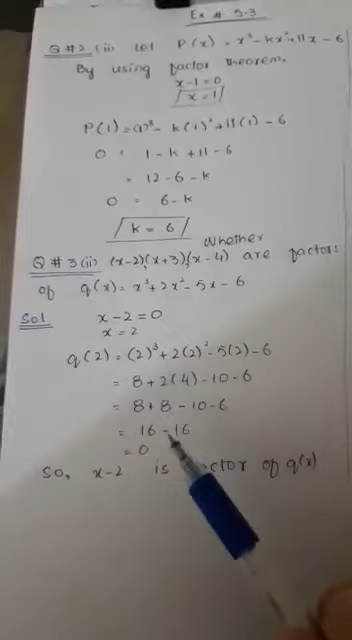 Ex # 5.3
Q #2 (ii) Let P(x) = x³ - kx² + 11x - 6
By using factor theorem.
x-1=0
x=1
P(1) = (1)³ - k(1)² + 11(1) - 6
0 = 1 - k + 11 - 6
= 12 - 6 - k
0 = 6 - k
k = 6
Whether
Q #3 (ii) (x-2), (x+3), (x-4) are factors
of q(x) = x³ + 2x² - 5x - 6
Sol x - 2 = 0
x = 2
q(2) = (2)³ + 2(2)² - 5(2) - 6
= 8 + 2(4) - 10 - 6
= 8 + 8 - 10 - 6
= 16 - 16
= 0
So, x-2 is of q(x)